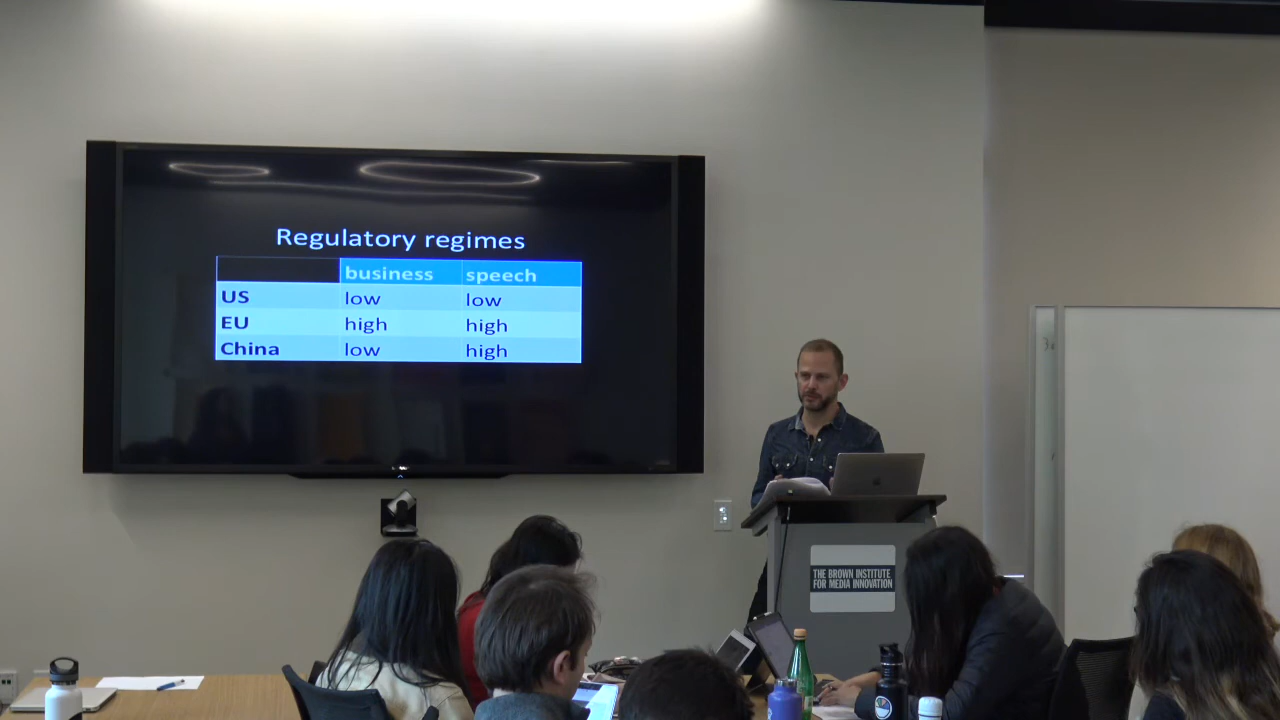 Regulatory regimes
business speech
US low low
EU high high
China low high
THE BROWN INSTITUTE
FOR MEDIA INNOVATION